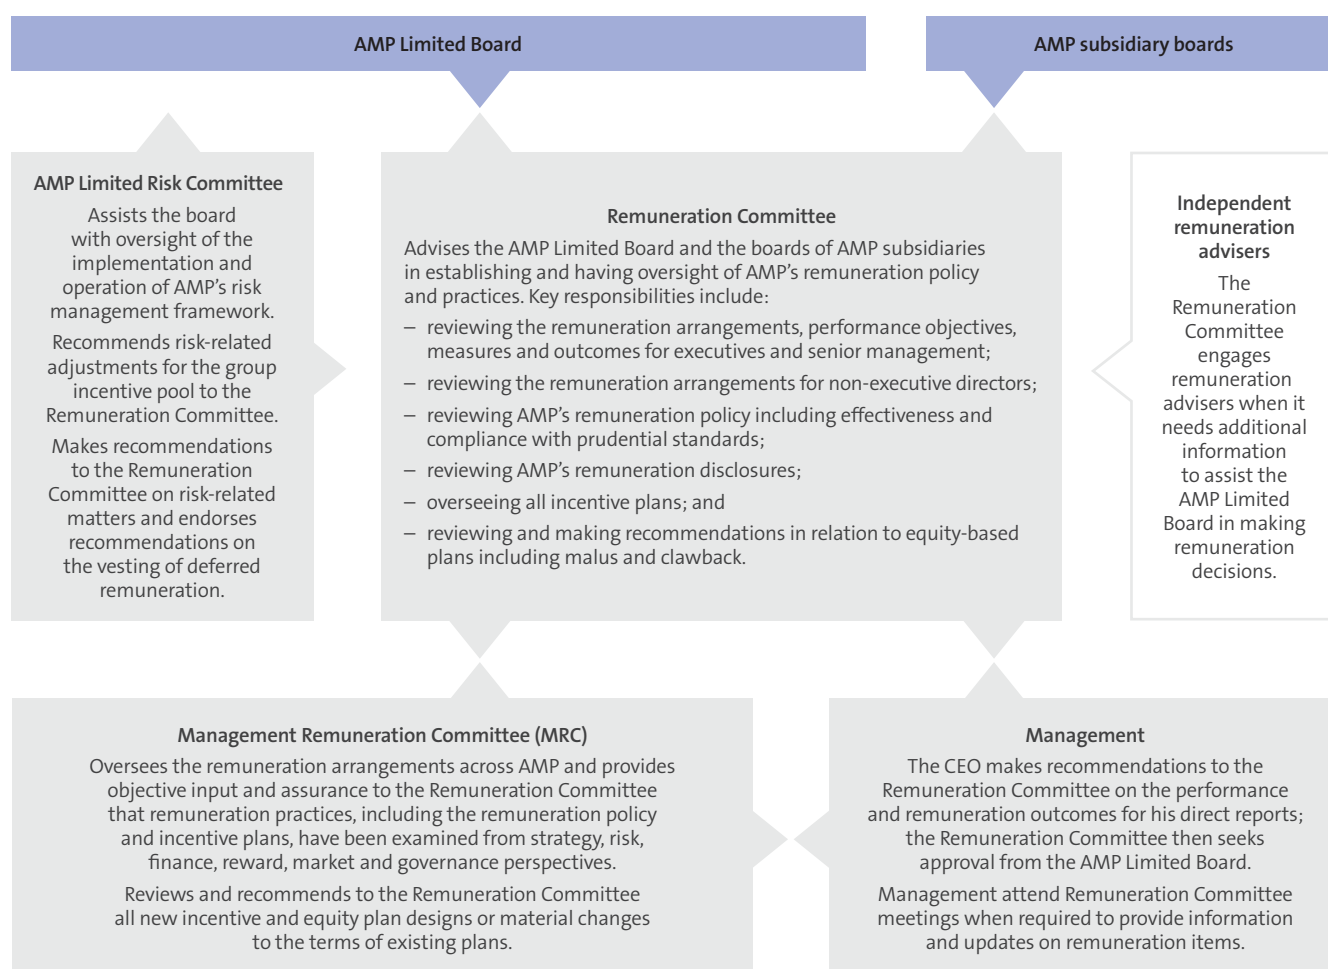 AMP Limited Board
AMP subsidiary boards
AMP Limited Risk Committee
Assists the board
with oversight of the
implementation and
operation of AMP’s risk
management framework.
Recommends risk-related
adjustments for the group
incentive pool to the
Remuneration Committee.
Makes recommendations
to the Remuneration
Committee on risk-related
matters and endorses
recommendations on
the vesting of deferred
remuneration.
Remuneration Committee
Advises the AMP Limited Board and the boards of AMP subsidiaries
in establishing and having oversight of AMP’s remuneration policy
and practices. Key responsibilities include:
– reviewing the remuneration arrangements, performance objectives,
measures and outcomes for executives and senior management;
– reviewing the remuneration arrangements for non-executive directors;
– reviewing AMP’s remuneration policy including effectiveness and
compliance with prudential standards;
– reviewing AMP’s remuneration disclosures;
– overseeing all incentive plans; and
– reviewing and making recommendations in relation to equity-based
plans including malus and clawback.
Independent
remuneration
advisers
The
Remuneration
Committee
engages
remuneration
advisers when it
needs additional
information
to assist the
AMP Limited
Board in making
remuneration
decisions.
Management Remuneration Committee (MRC)
Oversees the remuneration arrangements across AMP and provides
objective input and assurance to the Remuneration Committee
that remuneration practices, including the remuneration policy
and incentive plans, have been examined from strategy, risk,
finance, reward, market and governance perspectives.
Reviews and recommends to the Remuneration Committee
all new incentive and equity plan designs or material changes
to the terms of existing plans.
Management
The CEO makes recommendations to the
Remuneration Committee on the performance
and remuneration outcomes for his direct reports;
the Remuneration Committee then seeks
approval from the AMP Limited Board.
Management attend Remuneration Committee
meetings when required to provide information
and updates on remuneration items.